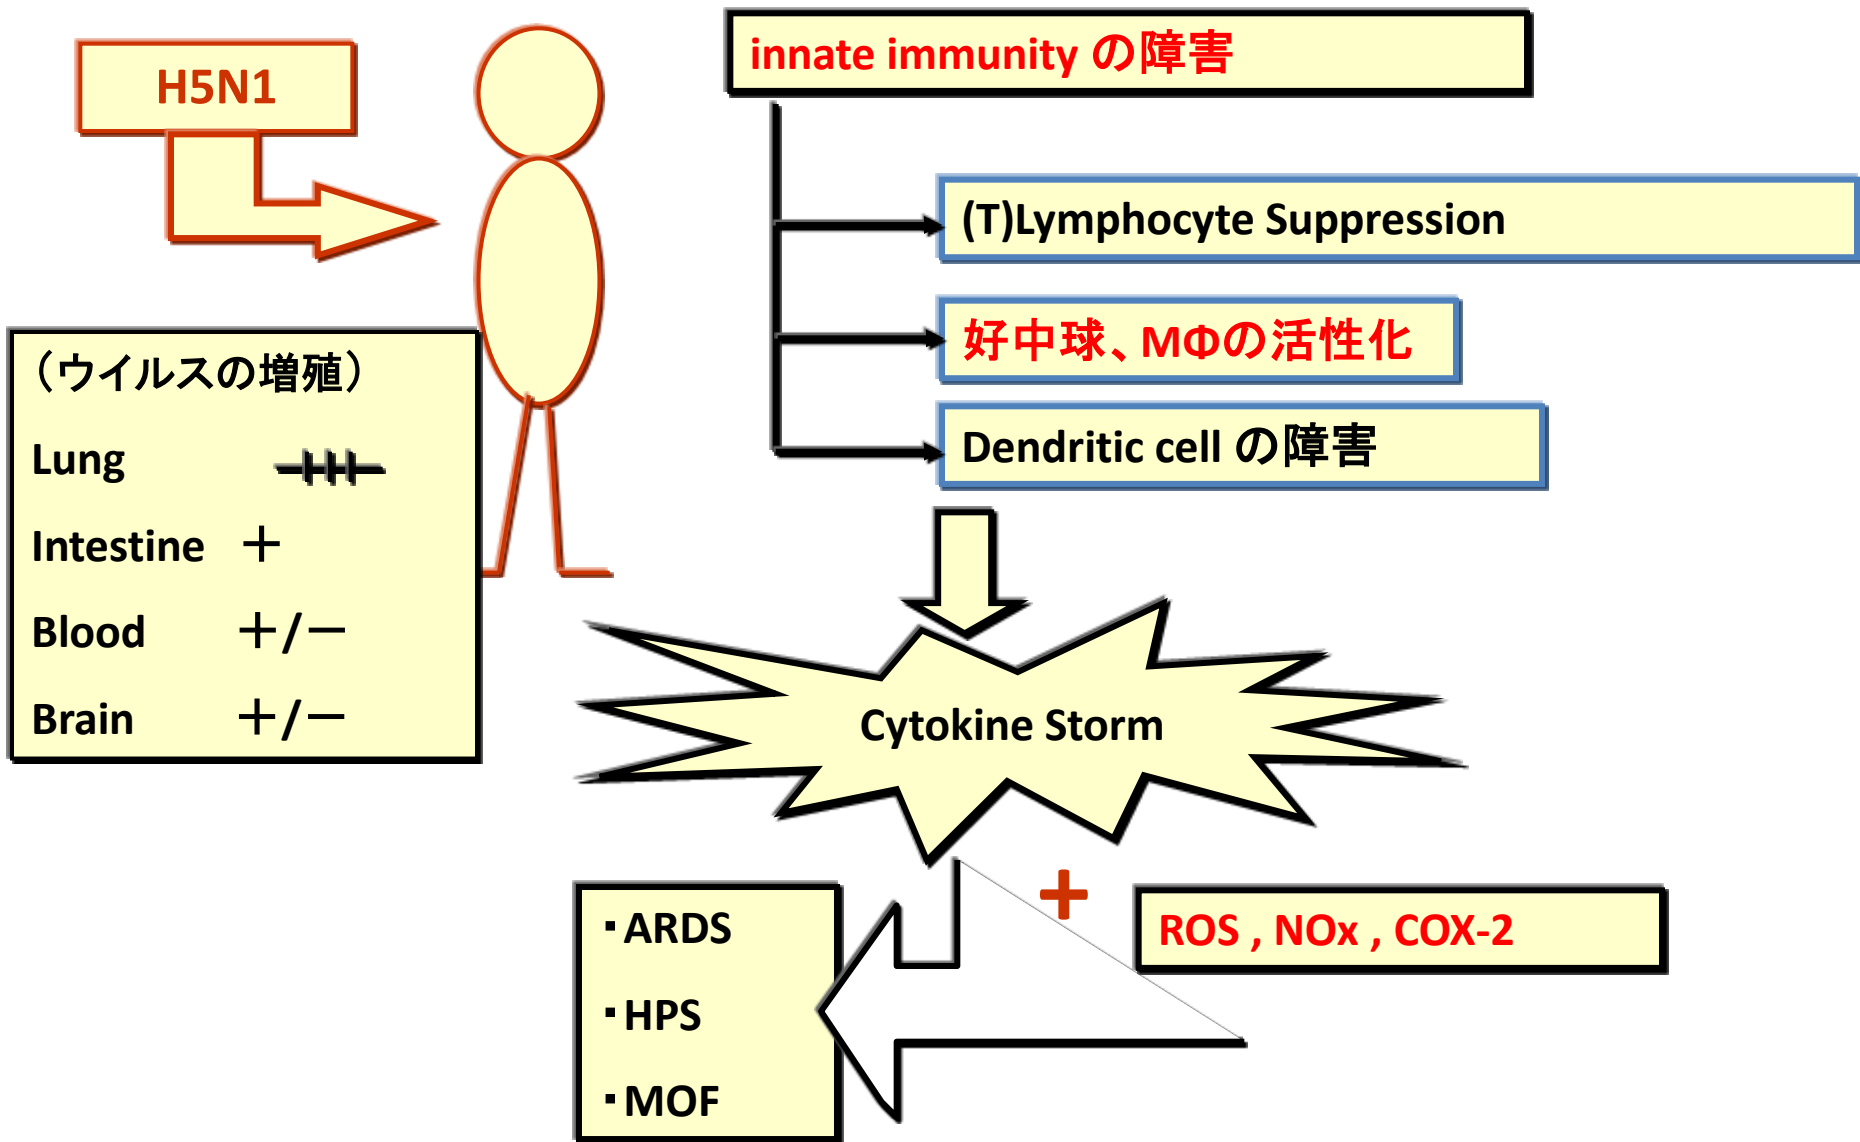 H5N1
innate immunity の障害
(T)Lymphocyte Suppression
好中球、MΦの活性化
Dendritic cell の障害
（ウイルスの増殖）
Lung
Intestine ＋
Blood ＋/－
Brain ＋/－
Cytokine Storm
+
ROS , NOx , COX-2
・ARDS
・HPS
・MOF